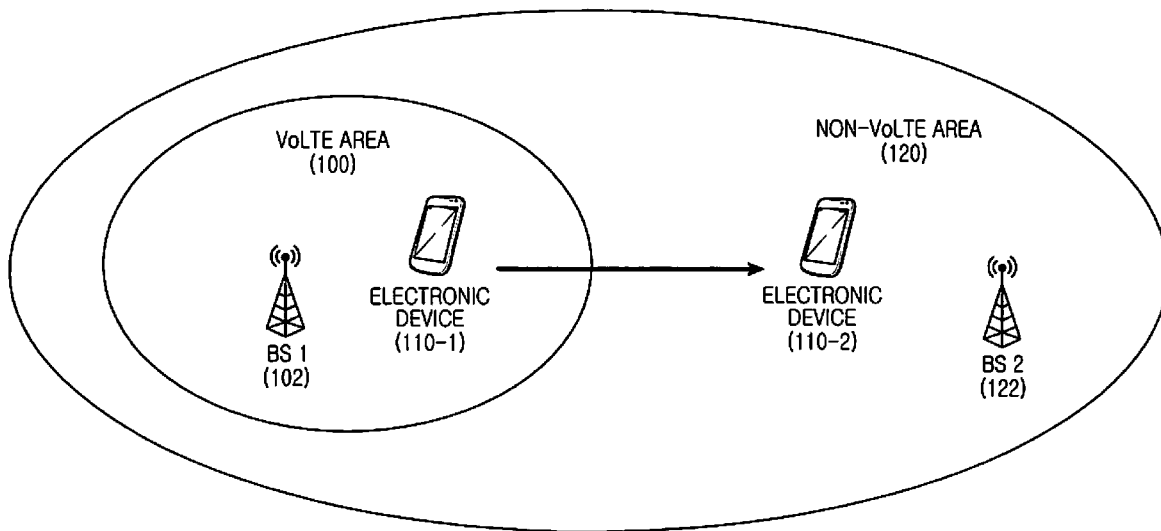 VoLTE AREA
(100)
NON-VoLTE AREA
(120)
ELECTRONIC
DEVICE
(110-1)
ELECTRONIC
DEVICE
(110-2)
BS 1
(102)
BS 2
(122)